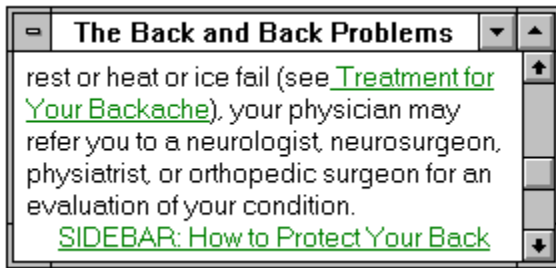 The Back and Back Problems
rest or heat or ice fail (see Treatment for
Your Backache), your physician may
refer you to a neurologist, neurosurgeon,
physiatrist, or orthopedic surgeon for an
evaluation of your condition.
SIDEBAR: How to Protect Your Back